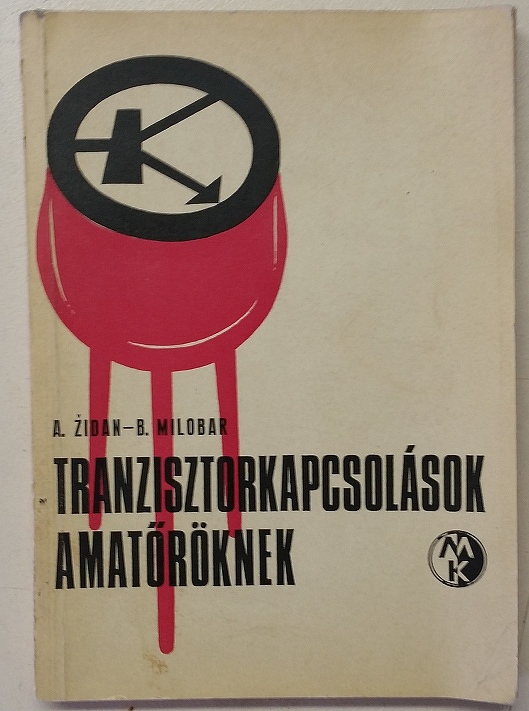 A. ŽIDAN–B. MILOBAR
TRANZISZTORKAPCSOLÁSOK
AMATŐRÖKNEK
MK